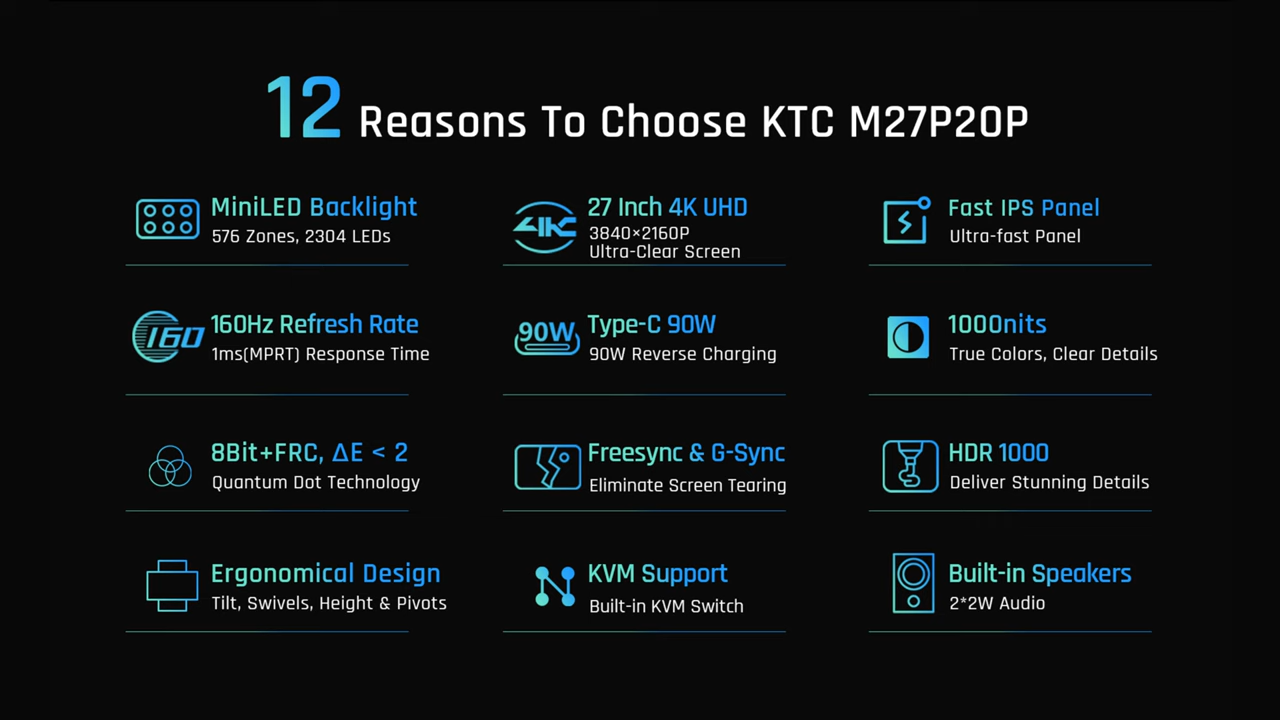 12 Reasons To Choose KTC M27P20P
MiniLED Backlight
576 Zones, 2304 LEDs
4K
27 Inch 4K UHD
3840×2160P
Ultra-Clear Screen
Fast IPS Panel
Ultra-fast Panel
160
160Hz Refresh Rate
1ms(MPRT) Response Time
90W
Type-C 90W
90W Reverse Charging
1000nits
True Colors, Clear Details
8Bit+FRC, ΔE < 2
Quantum Dot Technology
Freesync & G-Sync
Eliminate Screen Tearing
HDR 1000
Deliver Stunning Details
Ergonomical Design
Tilt, Swivels, Height & Pivots
KVM Support
Built-in KVM Switch
Built-in Speakers
2*2W Audio